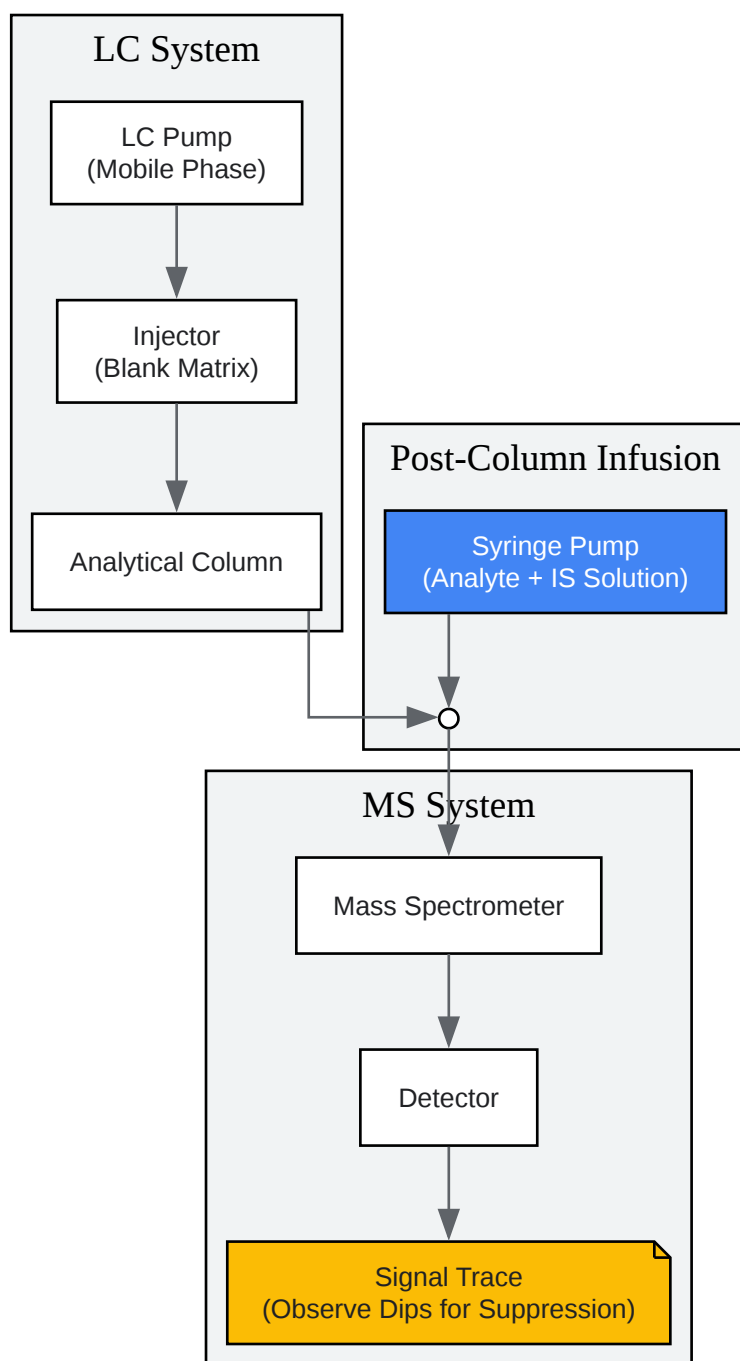 LC System
LC Pump
(Mobile Phase)
Injector
(Blank Matrix)
Analytical Column
Post-Column Infusion
Syringe Pump
(Analyte + IS Solution)
MS System
Mass Spectrometer
Detector
Signal Trace
(Observe Dips for Suppression)